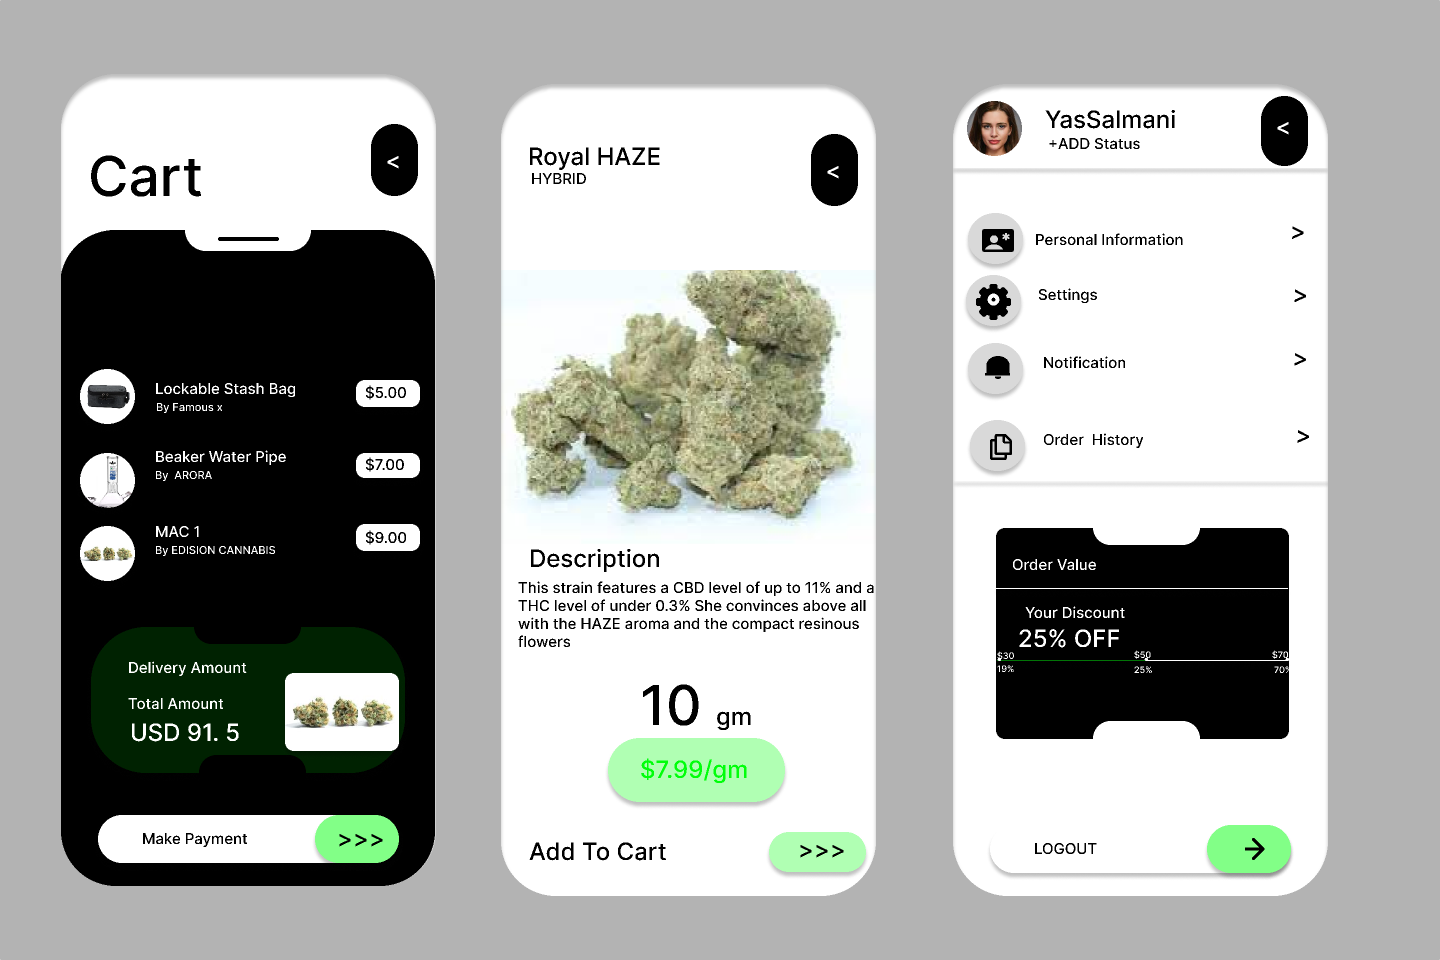 Cart
<
Lockable Stash Bag
By Famous x
$5.00
Beaker Water Pipe
By ARORA
$7.00
MAC 1
By EDISION CANNABIS
$9.00
Delivery Amount
Total Amount
USD 91. 5
Make Payment
>>>
Royal HAZE
HYBRID
<
Description
This strain features a CBD level of up to 11% and a
THC level of under 0.3% She convinces above all
with the HAZE aroma and the compact resinous
flowers
10 gm
$7.99/gm
Add To Cart
>>>
YasSalmani
+ADD Status
<
Personal Information >
Settings >
Notification >
Order History >
Order Value
Your Discount
25% OFF
$30 $50 $70
19% 25% 70%
LOGOUT